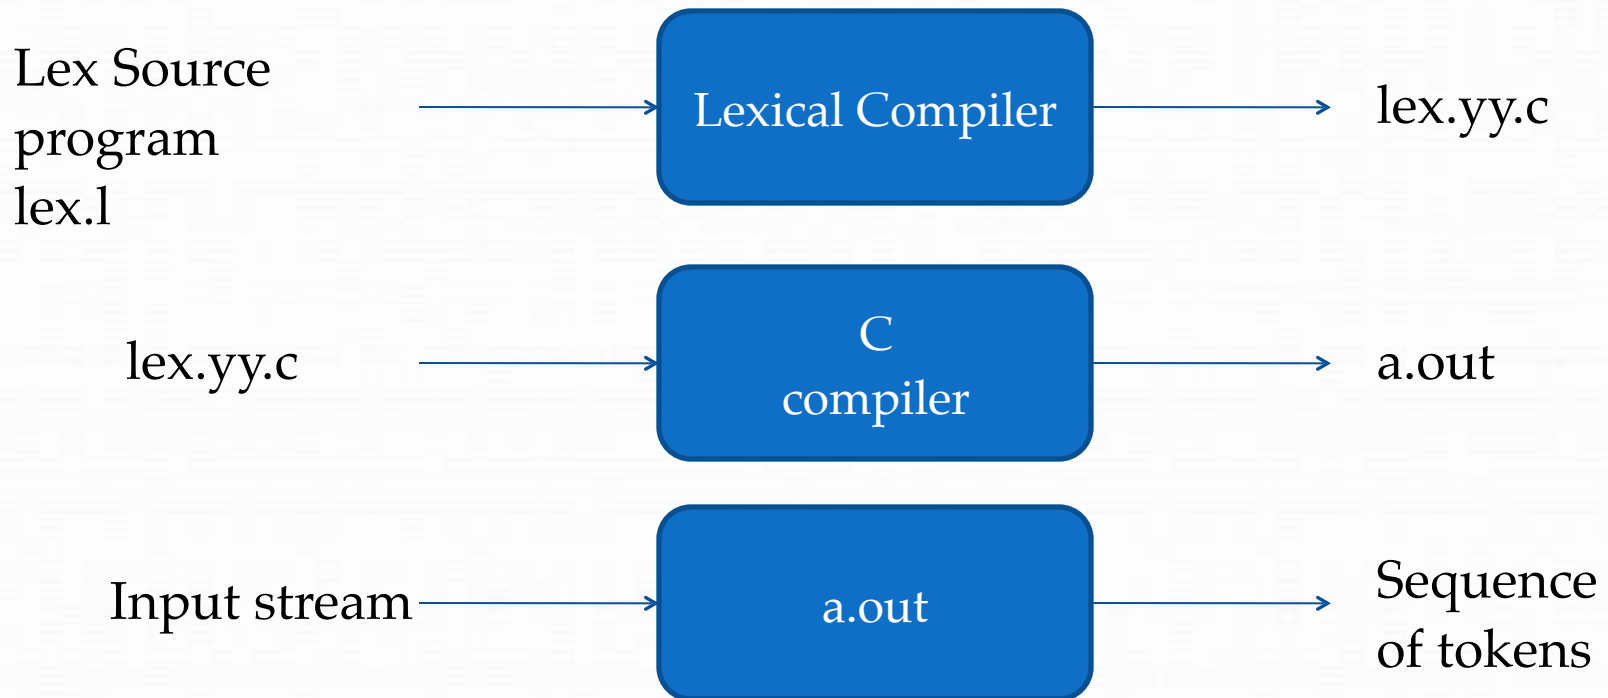 Lex Source
program
lex.l
Lexical Compiler
lex.yy.c
lex.yy.c
C
compiler
a.out
Input stream
a.out
Sequence
of tokens